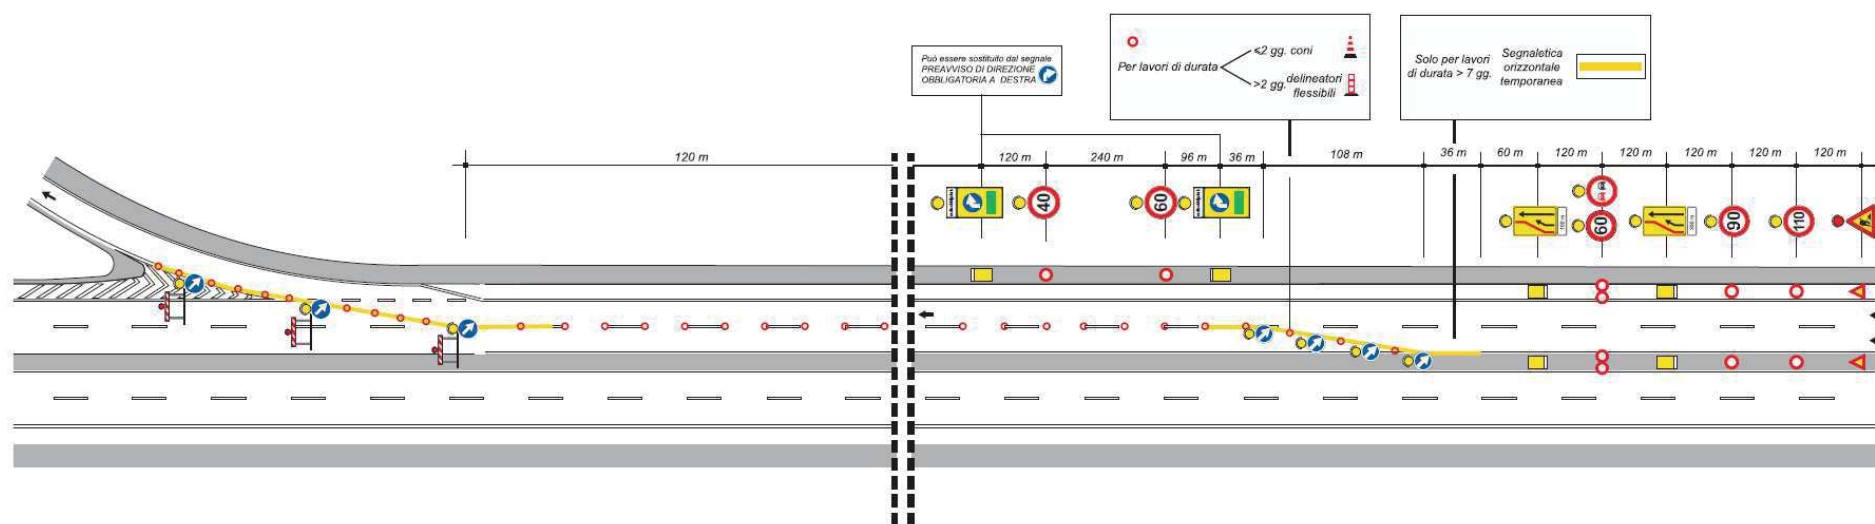 Può essere sostituito dal segnale
PREAVVISO DI DIREZIONE
OBBLIGATORIA A DESTRA
Per lavori di durata
⩽2 gg. coni
>2 gg. delineatori
flessibili
Solo per lavori
di durata > 7 gg.
Segnaletica
orizzontale
temporanea
120 m
120 m
240 m
96 m
36 m
108 m
36 m
60 m
120 m
120 m
120 m
120 m
120 m
40
60
60
90
110